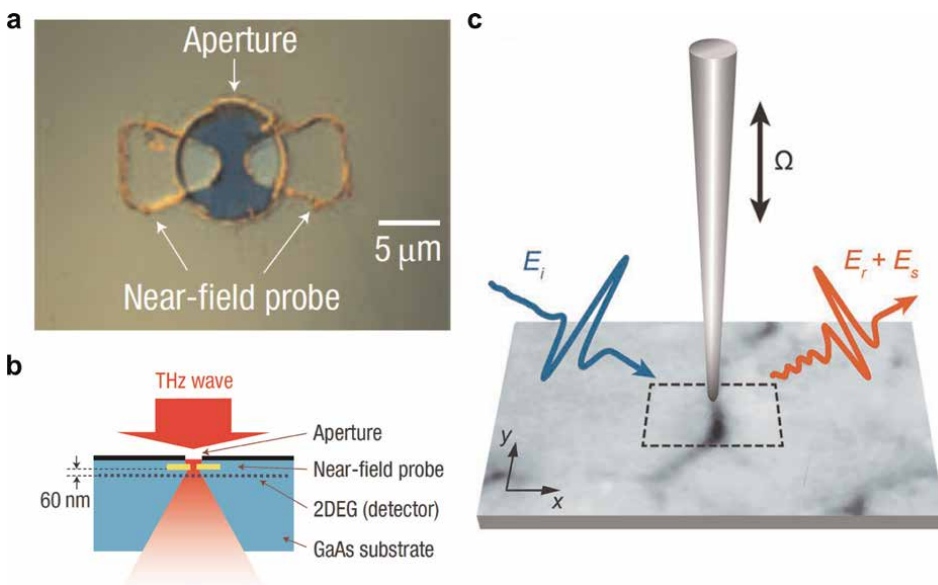 a
Aperture
5 μm
Near-field probe
b
THz wave
Aperture
Near-field probe
60 nm
2DEG (detector)
GaAs substrate
c
Ω
E_i
E_r + E_s
y
x